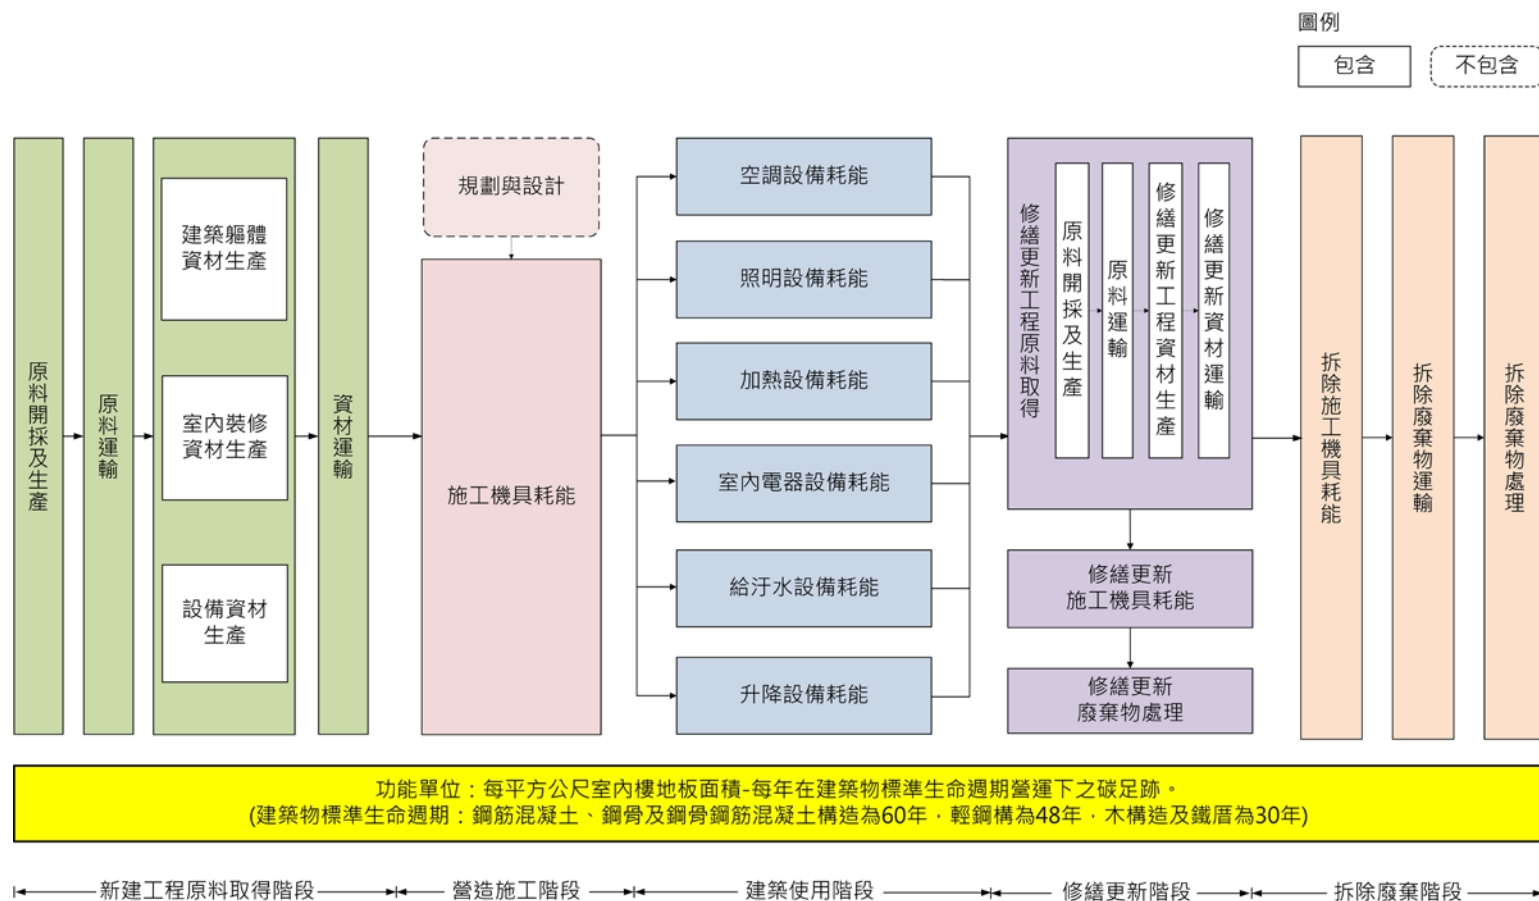 圖例
包含
不包含
原料開採及生產
原料運輸
建築軀體
資材生產
室內裝修
資材生產
設備資材
生產
資材運輸
規劃與設計
施工機具耗能
空調設備耗能
照明設備耗能
加熱設備耗能
室內電器設備耗能
給汙水設備耗能
升降設備耗能
修繕更新工程原料取得
原料開採及生產
原料運輸
修繕更新工程資材生產
修繕更新資材運輸
修繕更新
施工機具耗能
修繕更新
廢棄物處理
拆除施工機具耗能
拆除廢棄物運輸
拆除廢棄物處理
功能單位：每平方公尺室內樓地板面積-每年在建築物標準生命週期營運下之碳足跡。
(建築物標準生命週期：鋼筋混凝土、鋼骨及鋼骨鋼筋混凝土構造為60年，輕鋼構為48年，木構造及鐵厝為30年)
新建工程原料取得階段
營造施工階段
建築使用階段
修繕更新階段
拆除廢棄階段